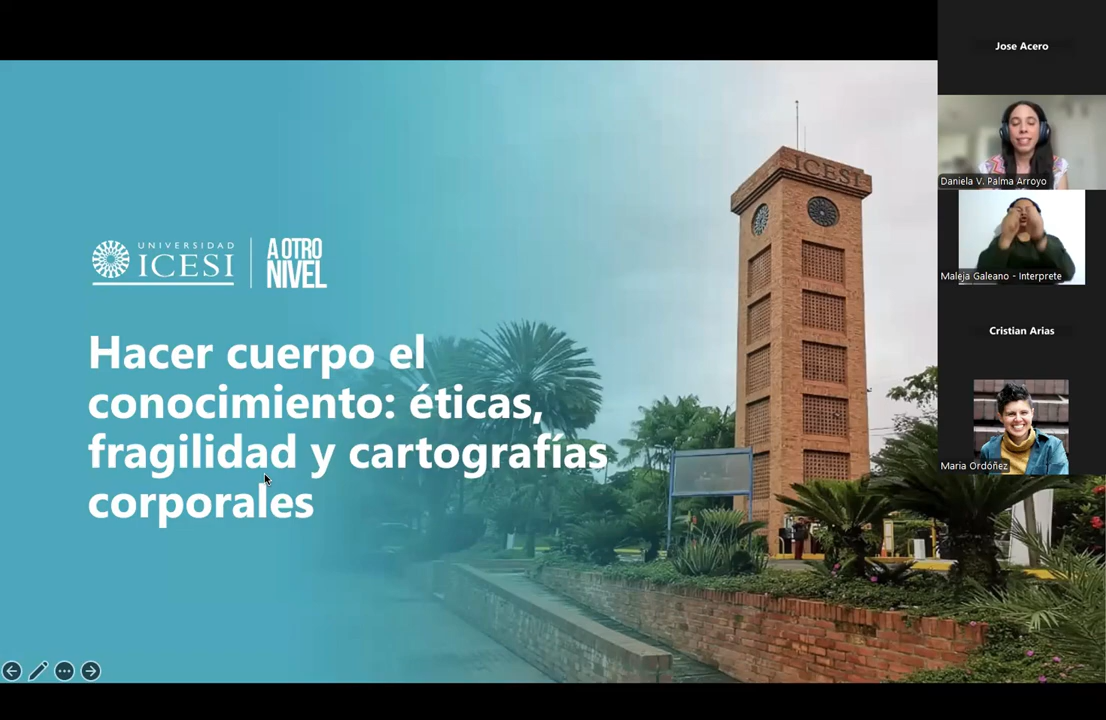 Jose Acero
Daniela V. Palma Arroyo
Maleja Galeano - Interprete
Cristian Arias
Maria Ordóñez
ICESI
UNIVERSIDAD
ICESI
A OTRO
NIVEL
Hacer cuerpo el
conocimiento: éticas,
fragilidad y cartografías
corporales